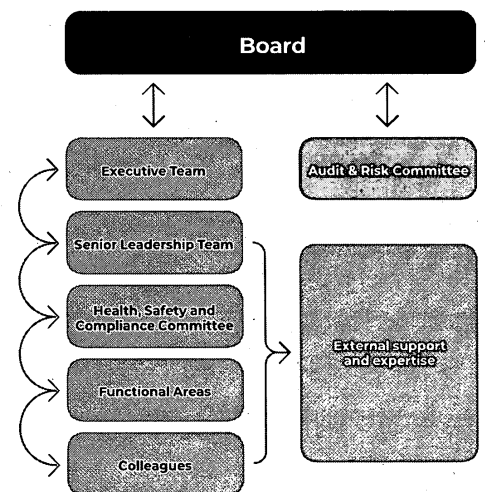 Board
Executive Team
Audit & Risk Committee
Senior Leadership Team
Health, Safety and
Compliance Committee
External support
and expertise
Functional Areas
Colleagues